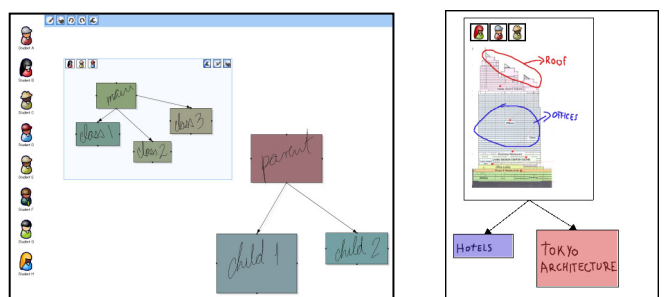 Student A
Student B
Student C
Student D
Student E
Student F
Student G
Student H
main
class 1
class 2
class 3
parent
child 1
child 2
ROOF
OFFICES
HOTELS
TOKYO
ARCHITECTURE